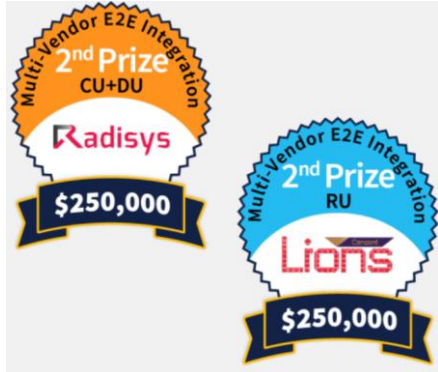 Multi-Vendor E2E Integration
2nd Prize
CU+DU
Radisys
$250,000
Multi-Vendor E2E Integration
2nd Prize
RU
Lions
$250,000